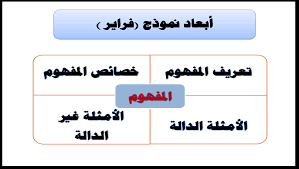 أبعاد نموذج (فراير )
تعريف المفهوم
خصائص المفهوم
المفهوم
الأمثلة الدالة
الأمثلة غير
الدالة